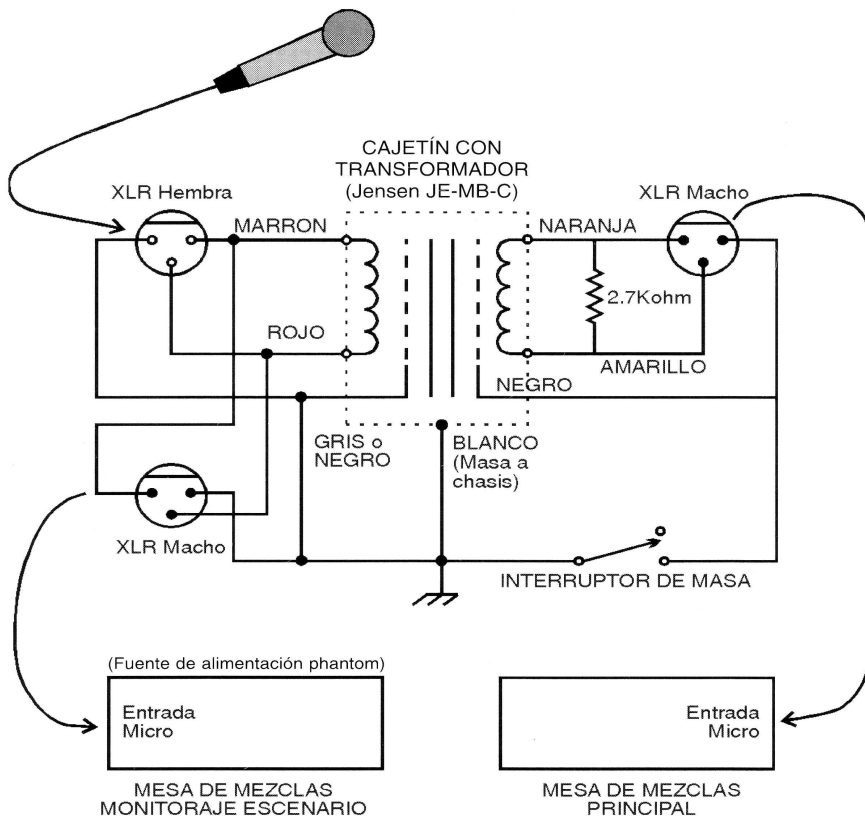 CAJETÍN CON
TRANSFORMADOR
(Jensen JE-MB-C)
XLR Hembra
XLR Macho
MARRON
NARANJA
2.7Kohm
ROJO
AMARILLO
NEGRO
GRIS o
NEGRO
BLANCO
(Masa a
chasis)
XLR Macho
INTERRUPTOR DE MASA
(Fuente de alimentación phantom)
Entrada
Micro
Entrada
Micro
MESA DE MEZCLAS
MONITORAJE ESCENARIO
MESA DE MEZCLAS
PRINCIPAL